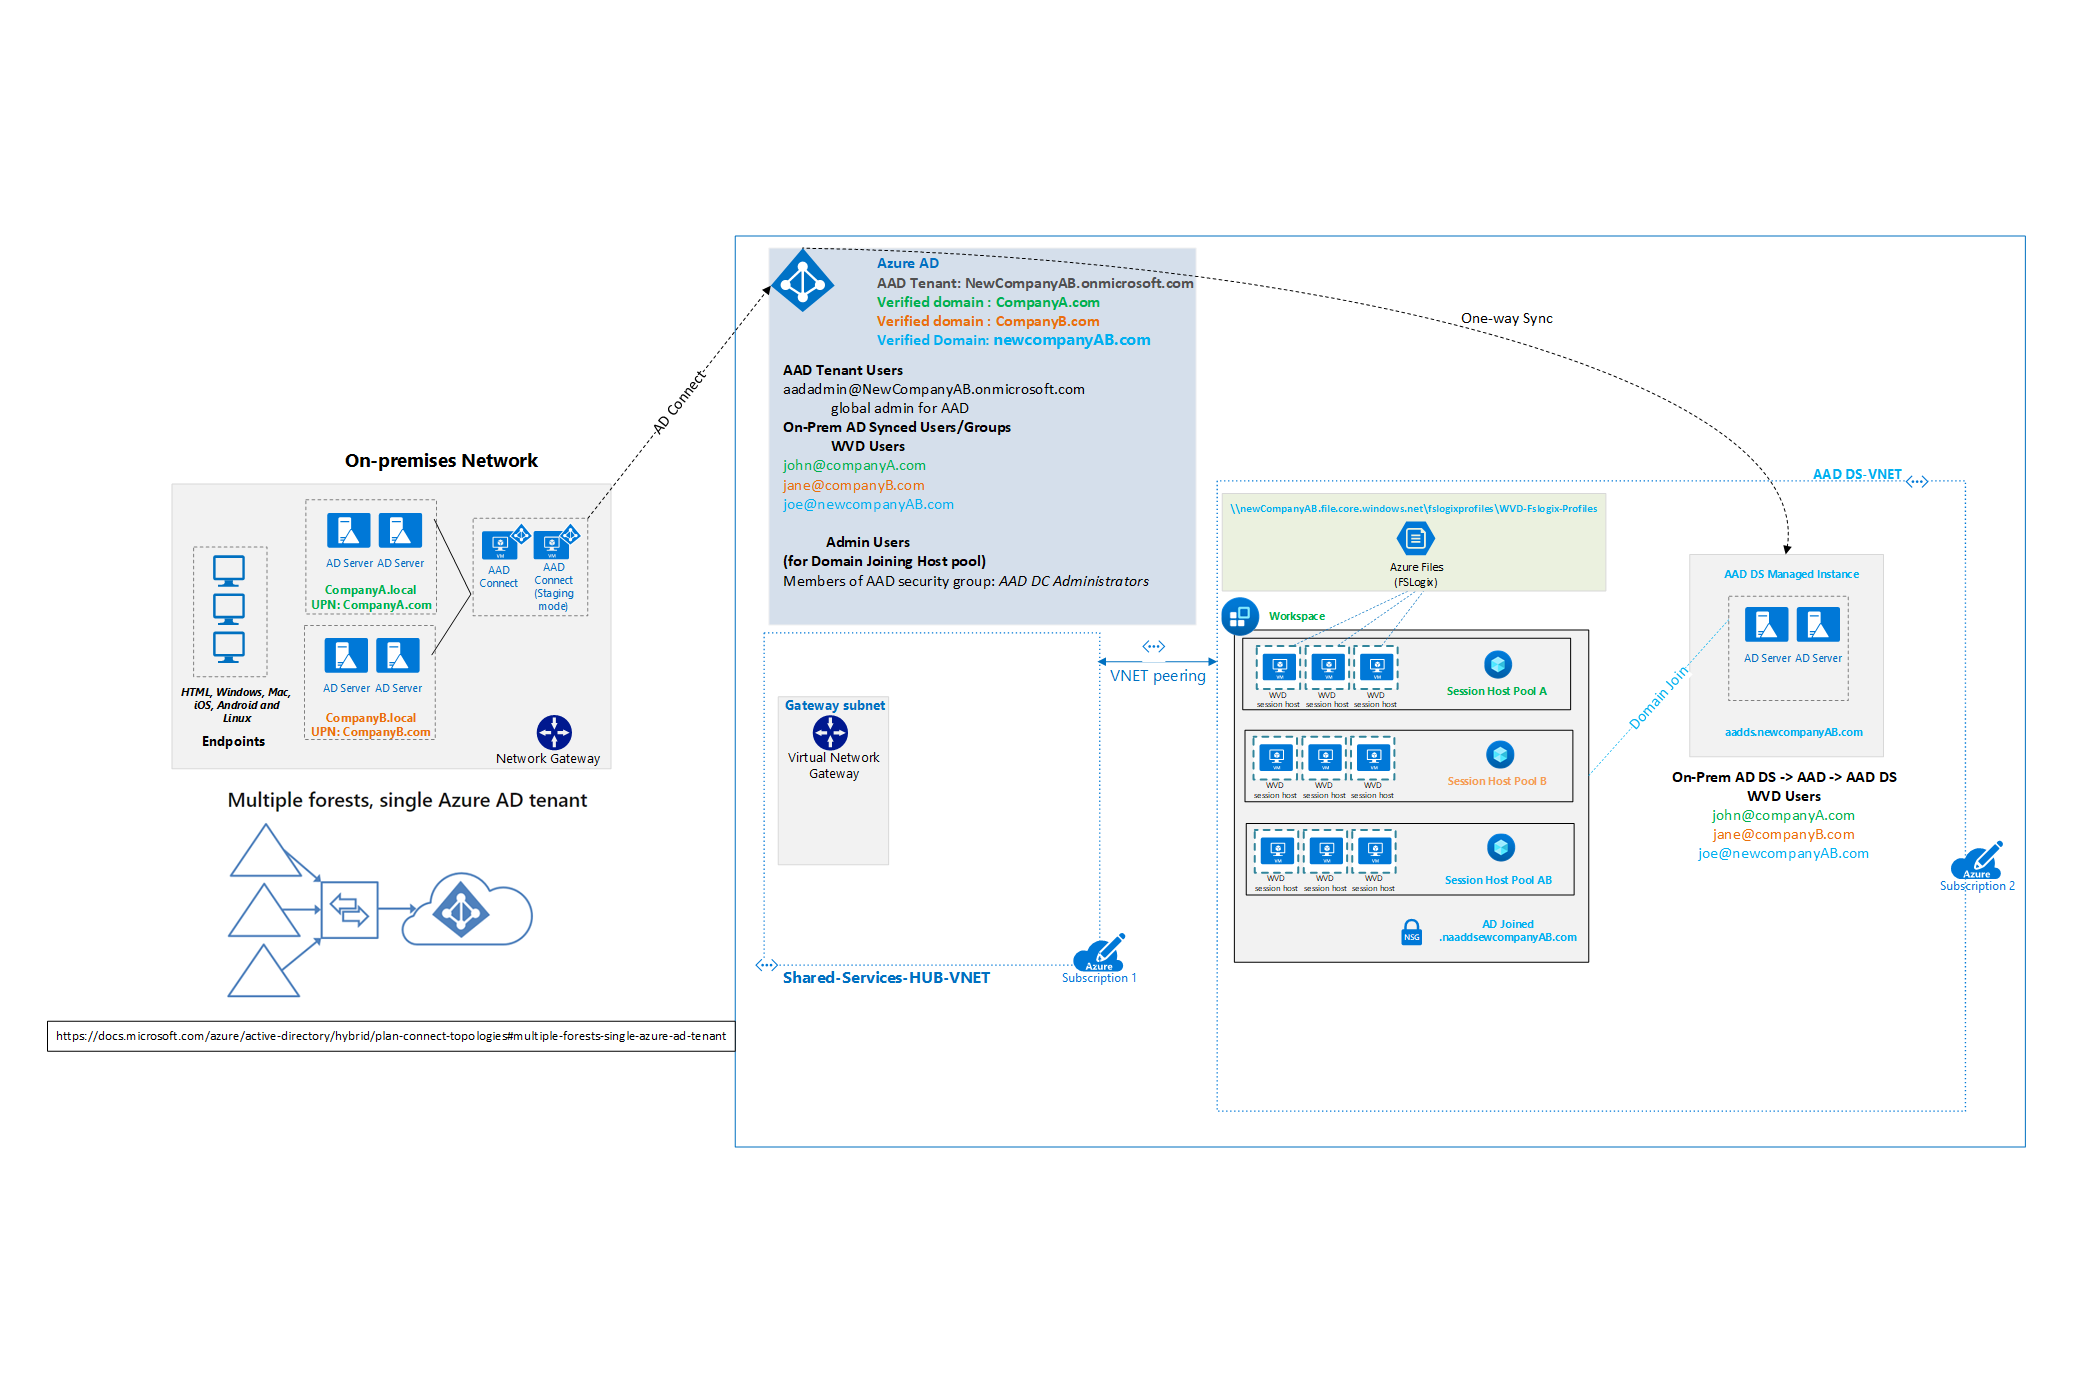 On-premises Network
AD Server
AD Server
CompanyA.local
UPN: CompanyA.com
AD Server
AD Server
CompanyB.local
UPN: CompanyB.com
VM
VM
AAD
Connect
AAD
Connect
(Staging
mode)
HTML, Windows, Mac,
iOS, Android and
Linux
Endpoints
Network Gateway
Multiple forests, single Azure AD tenant
https://docs.microsoft.com/azure/active-directory/hybrid/plan-connect-topologies#multiple-forests-single-azure-ad-tenant
AD Connect
Azure AD
AAD Tenant: NewCompanyAB.onmicrosoft.com
Verified domain : CompanyA.com
Verified domain : CompanyB.com
Verified Domain: newcompanyAB.com
AAD Tenant Users
aadadmin@NewCompanyAB.onmicrosoft.com
global admin for AAD
On-Prem AD Synced Users/Groups
WVD Users
john@companyA.com
jane@companyB.com
joe@newcompanyAB.com
Admin Users
(for Domain Joining Host pool)
Members of AAD security group: AAD DC Administrators
Gateway subnet
Virtual Network
Gateway
Shared-Services-HUB-VNET
Azure
Subscription 1
VNET peering
One-way Sync
AAD DS-VNET
\\newCompanyAB.file.core.windows.net\fslogixprofiles\WVD-Fslogix-Profiles
Azure Files
(FSLogix)
Workspace
VM
VM
VM
WVD
session host
WVD
session host
WVD
session host
Session Host Pool A
VM
VM
VM
WVD
session host
WVD
session host
WVD
session host
Session Host Pool B
VM
VM
VM
WVD
session host
WVD
session host
WVD
session host
Session Host Pool AB
NSG
AD Joined
.naaddsewcompanyAB.com
Domain Join
AAD DS Managed Instance
AD Server
AD Server
aadds.newcompanyAB.com
On-Prem AD DS -> AAD -> AAD DS
WVD Users
john@companyA.com
jane@companyB.com
joe@newcompanyAB.com
Azure
Subscription 2